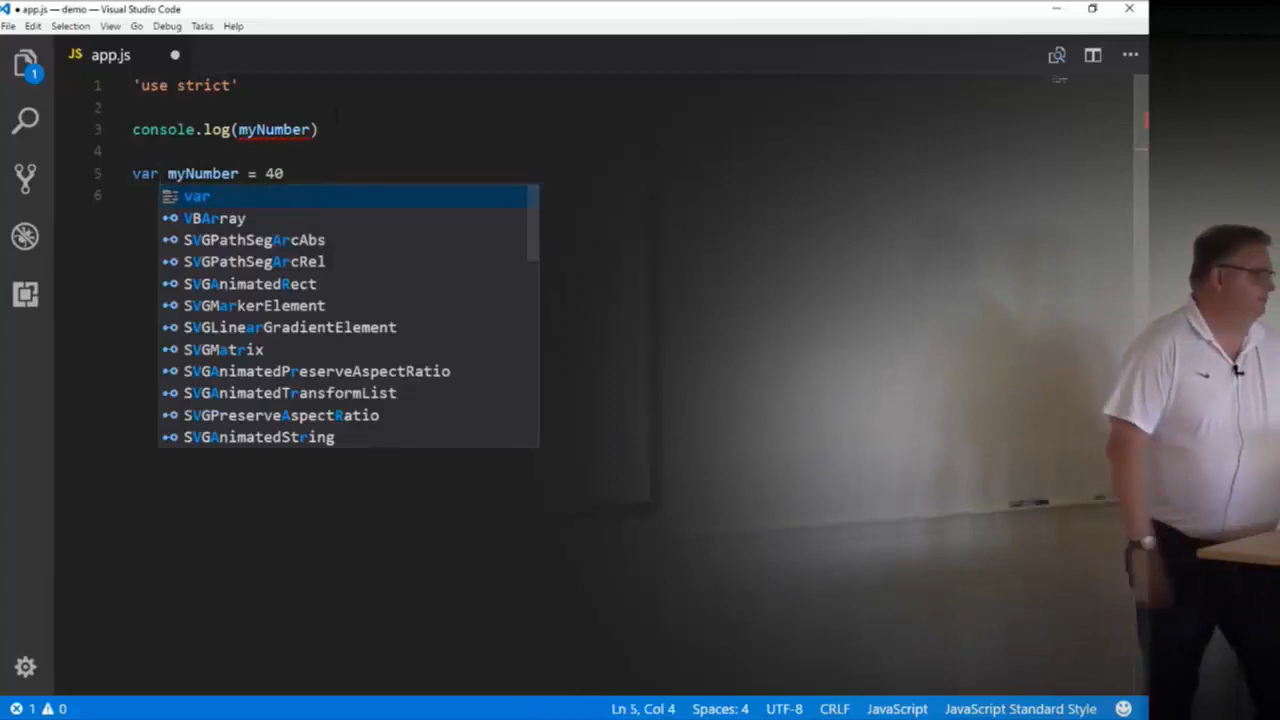 ● app.js — demo — Visual Studio Code
File Edit Selection View Go Debug Tasks Help
JS app.js
1 'use strict'
2
3 console.log(myNumber)
4
5 var myNumber = 40
6
var
VBArray
SVGPathSegArcAbs
SVGPathSegArcRel
SVGAnimatedRect
SVGMarkerElement
SVGLinearGradientElement
SVGMatrix
SVGAnimatedPreserveAspectRatio
SVGAnimatedTransformList
SVGPreserveAspectRatio
SVGAnimatedString
1
1 0 Ln 5, Col 4 Spaces: 4 UTF-8 CRLF JavaScript JavaScript Standard Style